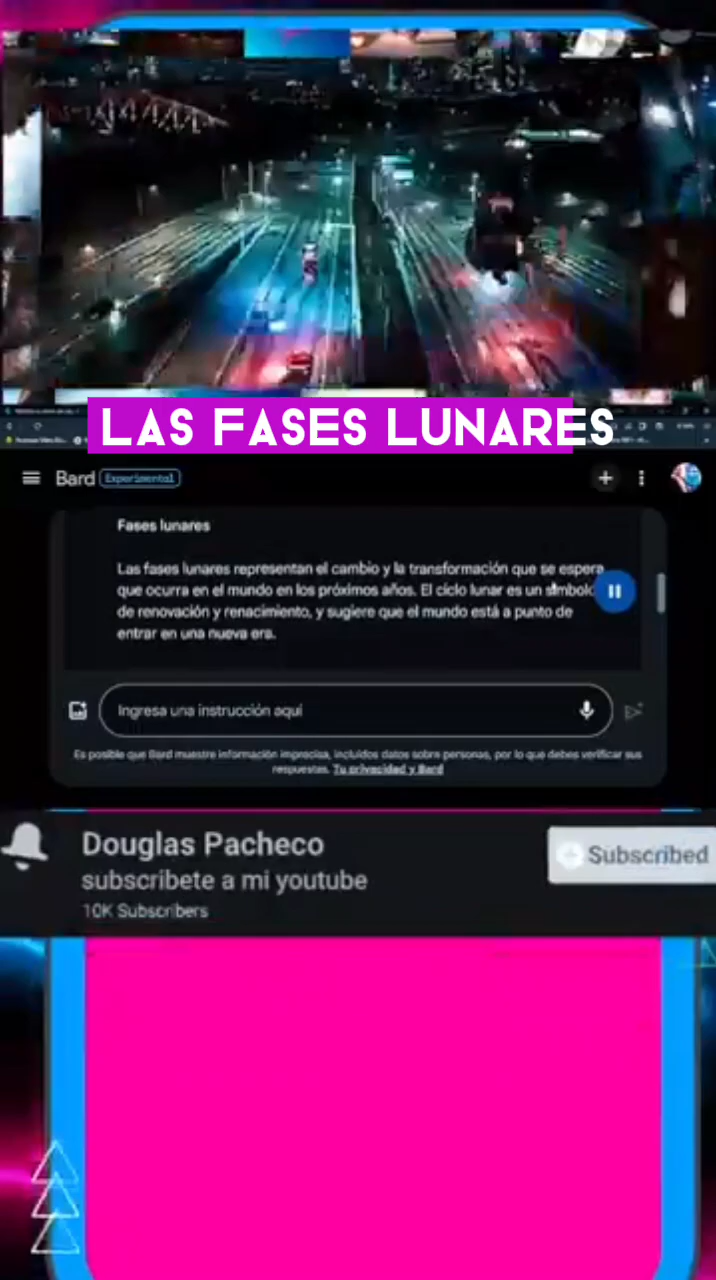 LAS FASES LUNARES
Bard Experimental
Fases lunares
Las fases lunares representan el cambio y la transformación que se espera
que ocurra en el mundo en los próximos años. El ciclo lunar es un símbolo
de renovación y renacimiento, y sugiere que el mundo está a punto de
entrar en una nueva era.
Ingresa una instrucción aquí
Es posible que Bard muestre información imprecisa, incluidos datos sobre personas, por lo que debes verificar sus
respuestas. Tu privacidad y Bard
Douglas Pacheco
Subscribed
subscribete a mi youtube
10K Subscribers